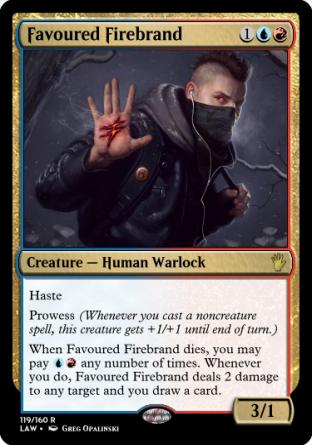 Favoured Firebrand 1
Creature — Human Warlock
Haste
Prowess (Whenever you cast a noncreature
spell, this creature gets +1/+1 until end of turn.)
When Favoured Firebrand dies, you may
pay any number of times. Whenever
you do, Favoured Firebrand deals 2 damage
to any target and you draw a card.
3/1
119/160 R
LAW • Greg Opalinski